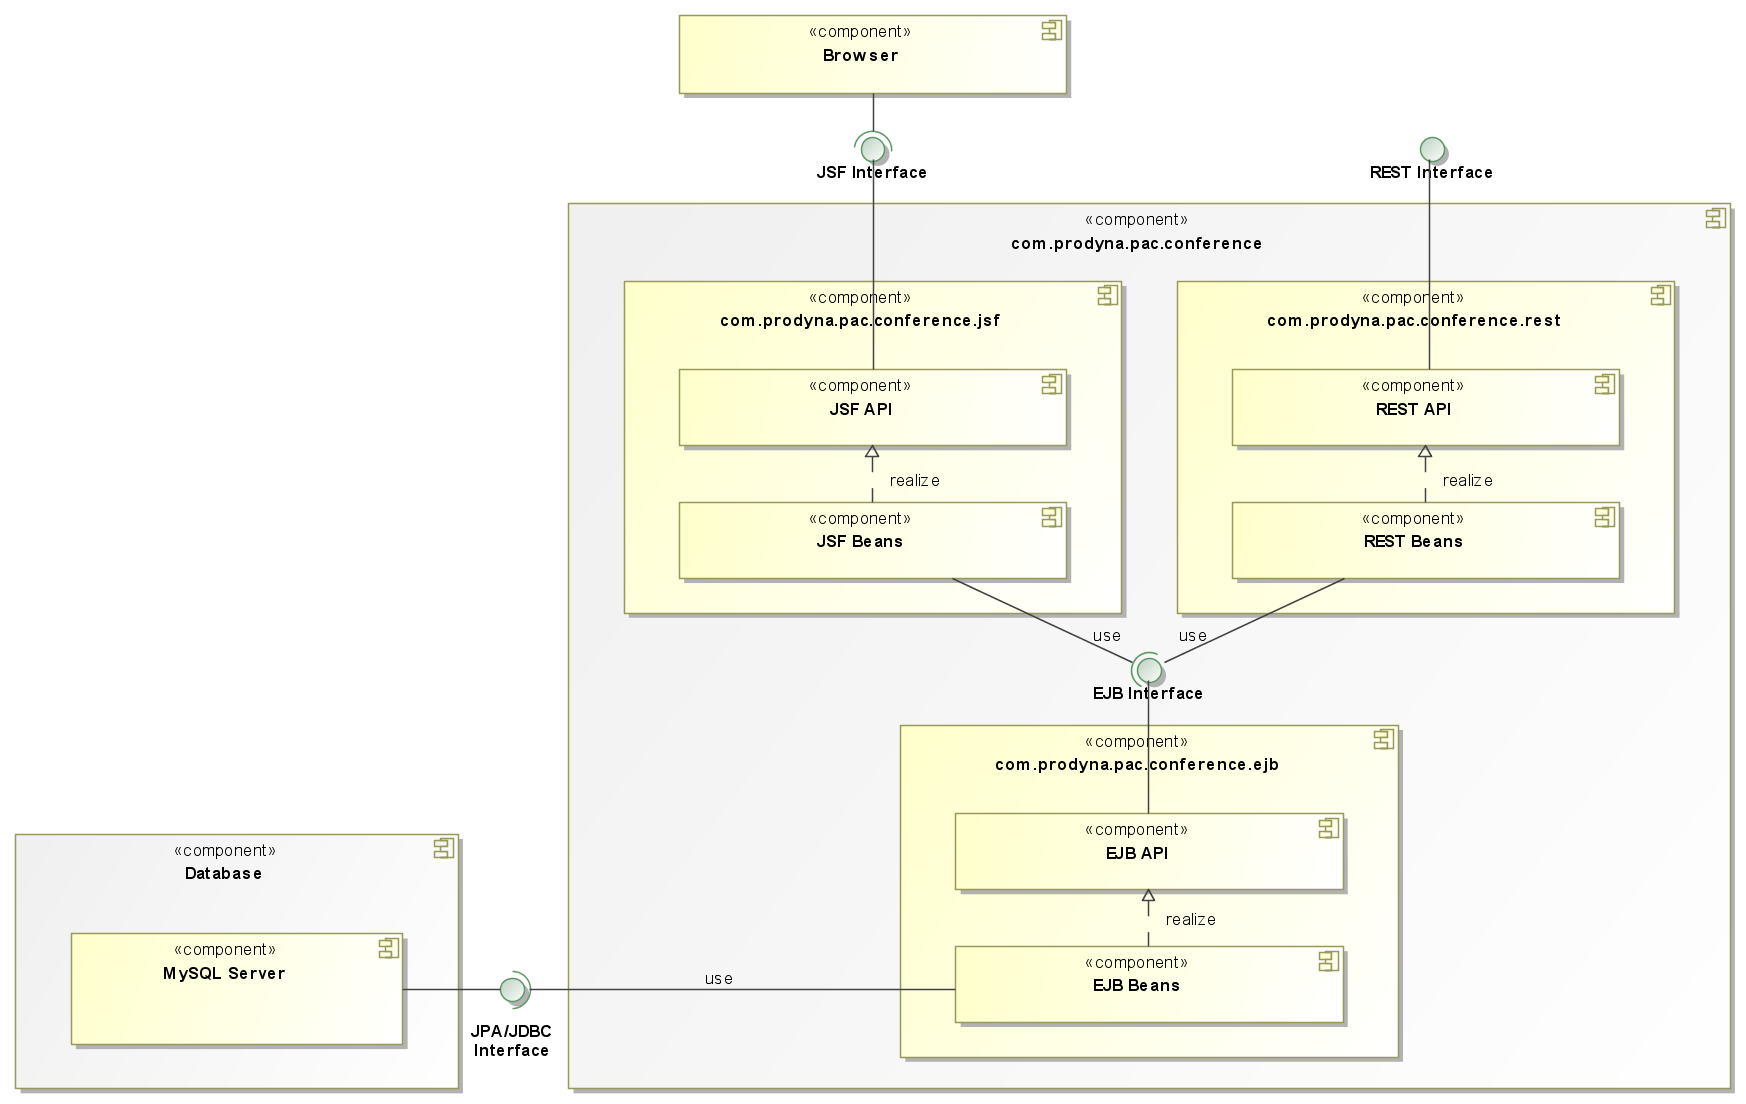 «component»
Browser
JSF Interface
REST Interface
«component»
com.prodyna.pac.conference
«component»
com.prodyna.pac.conference.jsf
«component»
com.prodyna.pac.conference.rest
«component»
JSF API
«component»
REST API
realize
realize
«component»
JSF Beans
«component»
REST Beans
use
use
EJB Interface
«component»
com.prodyna.pac.conference.ejb
«component»
EJB API
«component»
Database
realize
«component»
MySQL Server
«component»
EJB Beans
use
JPA/JDBC
Interface